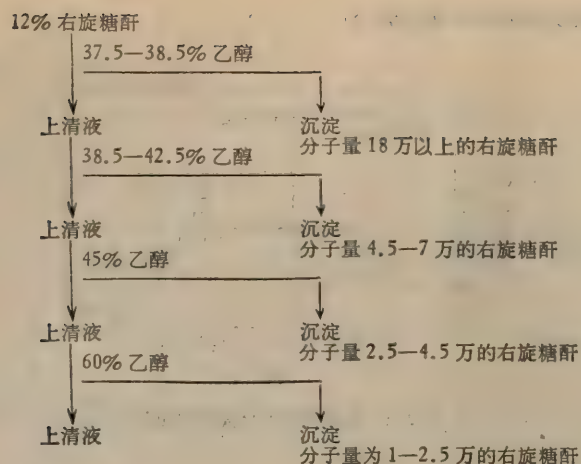 12% 右旋糖酐
37.5—38.5% 乙醇
上清液
沉淀
分子量 18 万以上的右旋糖酐
38.5—42.5% 乙醇
上清液
沉淀
分子量 4.5—7 万的右旋糖酐
45% 乙醇
上清液
沉淀
分子量 2.5—4.5 万的右旋糖酐
60% 乙醇
上清液
沉淀
分子量为 1—2.5 万的右旋糖酐